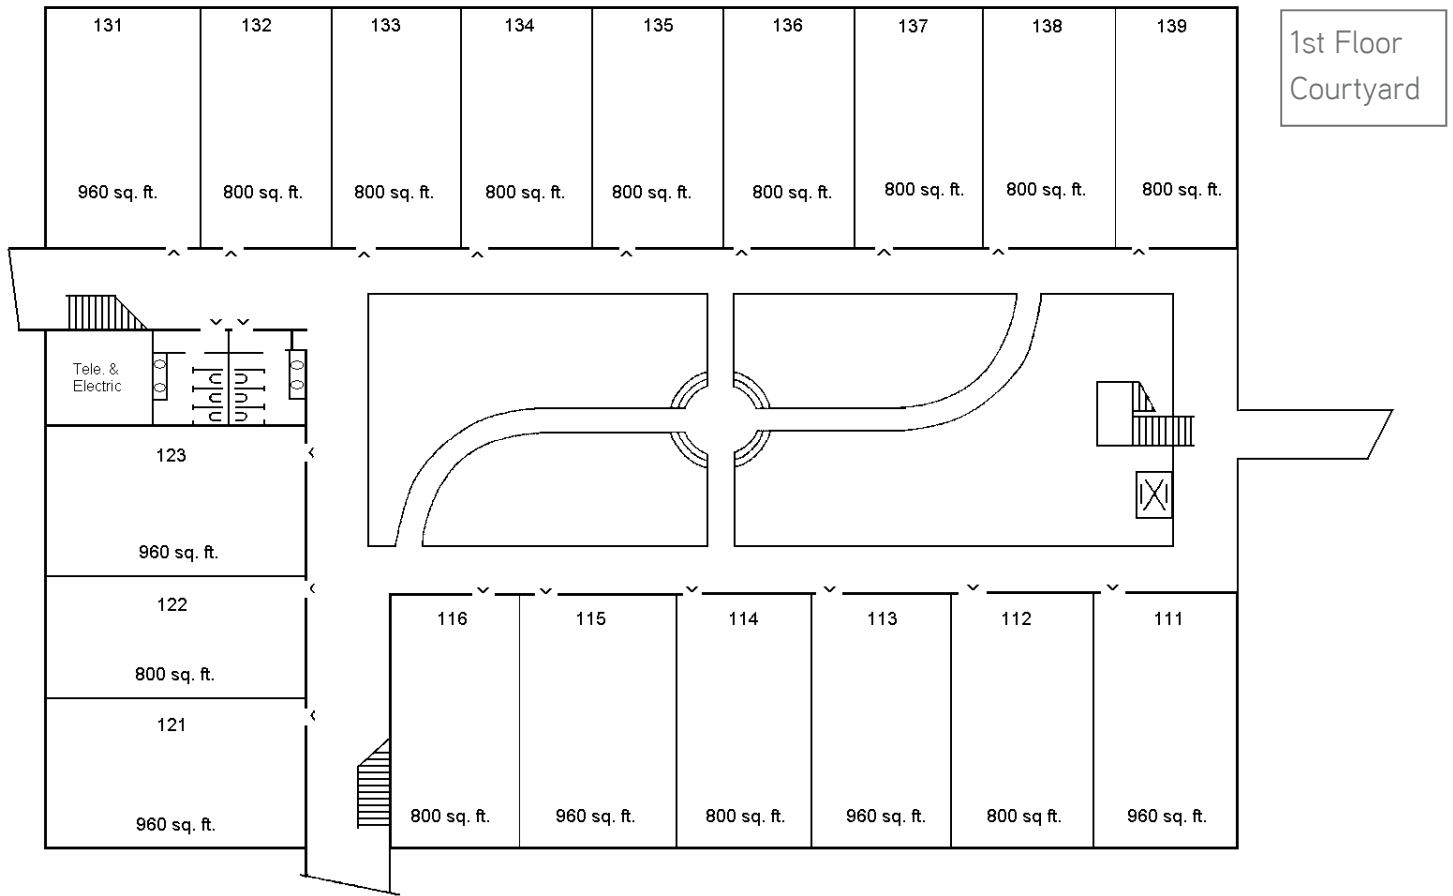 131 132 133 134 135 136 137 138 139
1st Floor
Courtyard
960 sq. ft. 800 sq. ft. 800 sq. ft. 800 sq. ft. 800 sq. ft. 800 sq. ft. 800 sq. ft. 800 sq. ft. 800 sq. ft.
Tele. &
Electric
123
960 sq. ft.
122
800 sq. ft.
121
960 sq. ft.
116 115 114 113 112 111
800 sq. ft. 960 sq. ft. 800 sq. ft. 960 sq. ft. 800 sq. ft. 960 sq. ft.